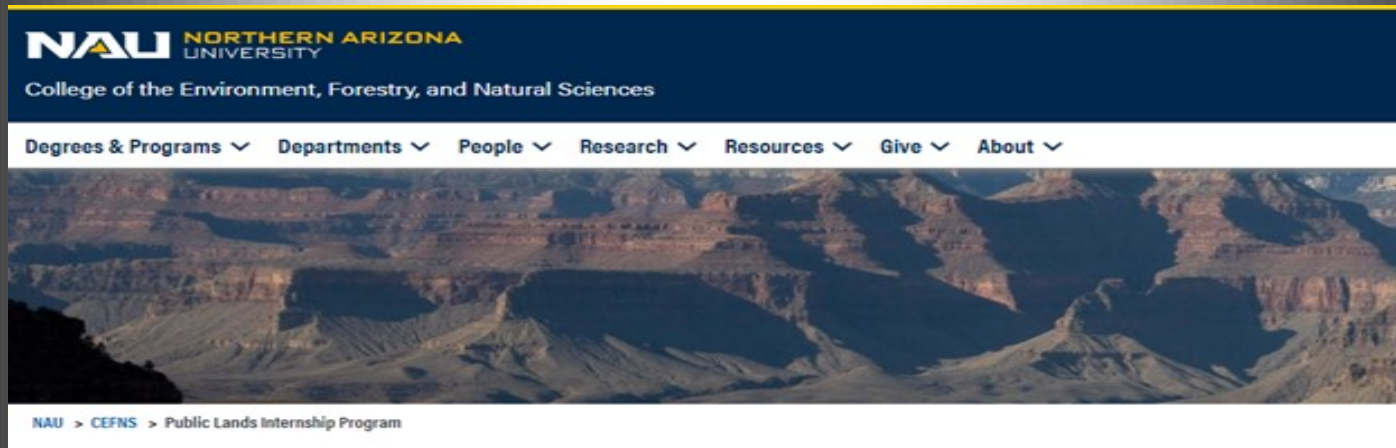 NAU NORTHERN ARIZONA
UNIVERSITY
College of the Environment, Forestry, and Natural Sciences
Degrees & Programs Departments People Research Resources Give About
NAU > CEFNS > Public Lands Internship Program